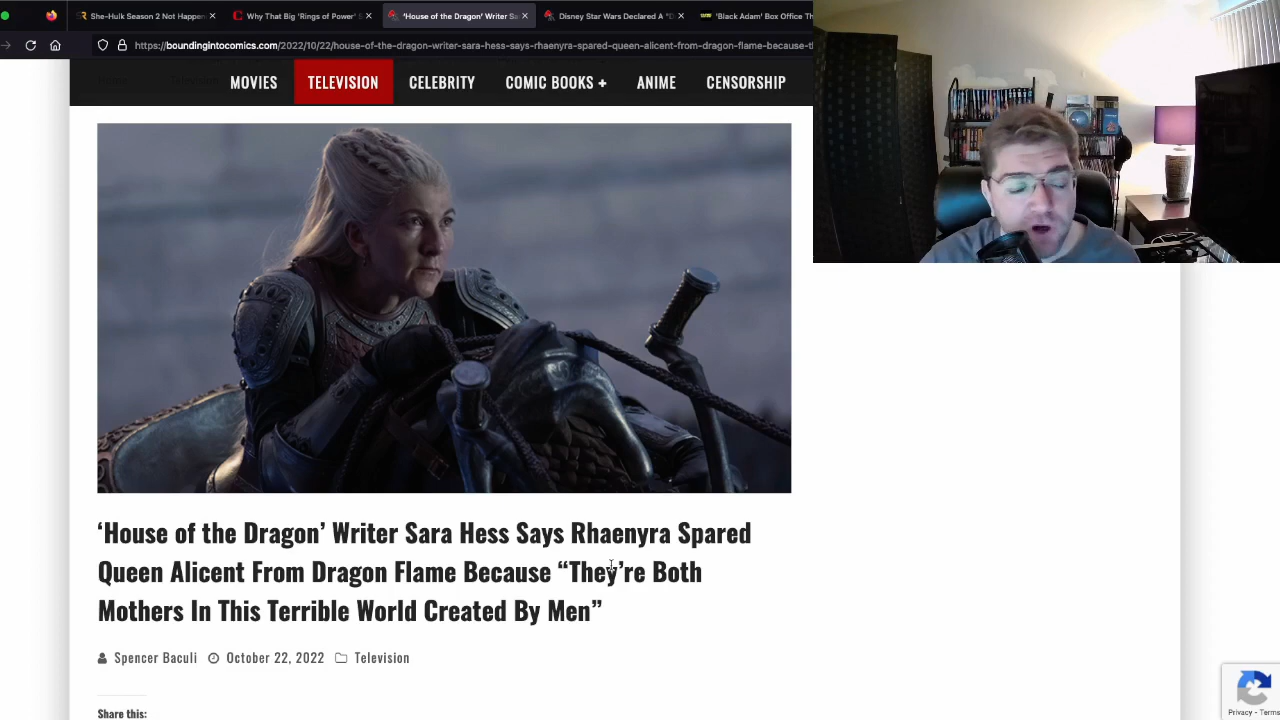 She-Hulk Season 2 Not Happen
Why That Big 'Rings of Power' S
'House of the Dragon' Writer Sa
Disney Star Wars Declared A "D
'Black Adam' Box Office Th
https://boundingintocomics.com/2022/10/22/house-of-the-dragon-writer-sara-hess-says-rhaenyra-spared-queen-alicent-from-dragon-flame-because-t
MOVIES TELEVISION CELEBRITY COMIC BOOKS + ANIME CENSORSHIP
‘House of the Dragon’ Writer Sara Hess Says Rhaenyra Spared
Queen Alicent From Dragon Flame Because “They’re Both
Mothers In This Terrible World Created By Men”
Spencer Baculi October 22, 2022 Television
Share this:
Privacy - Terms